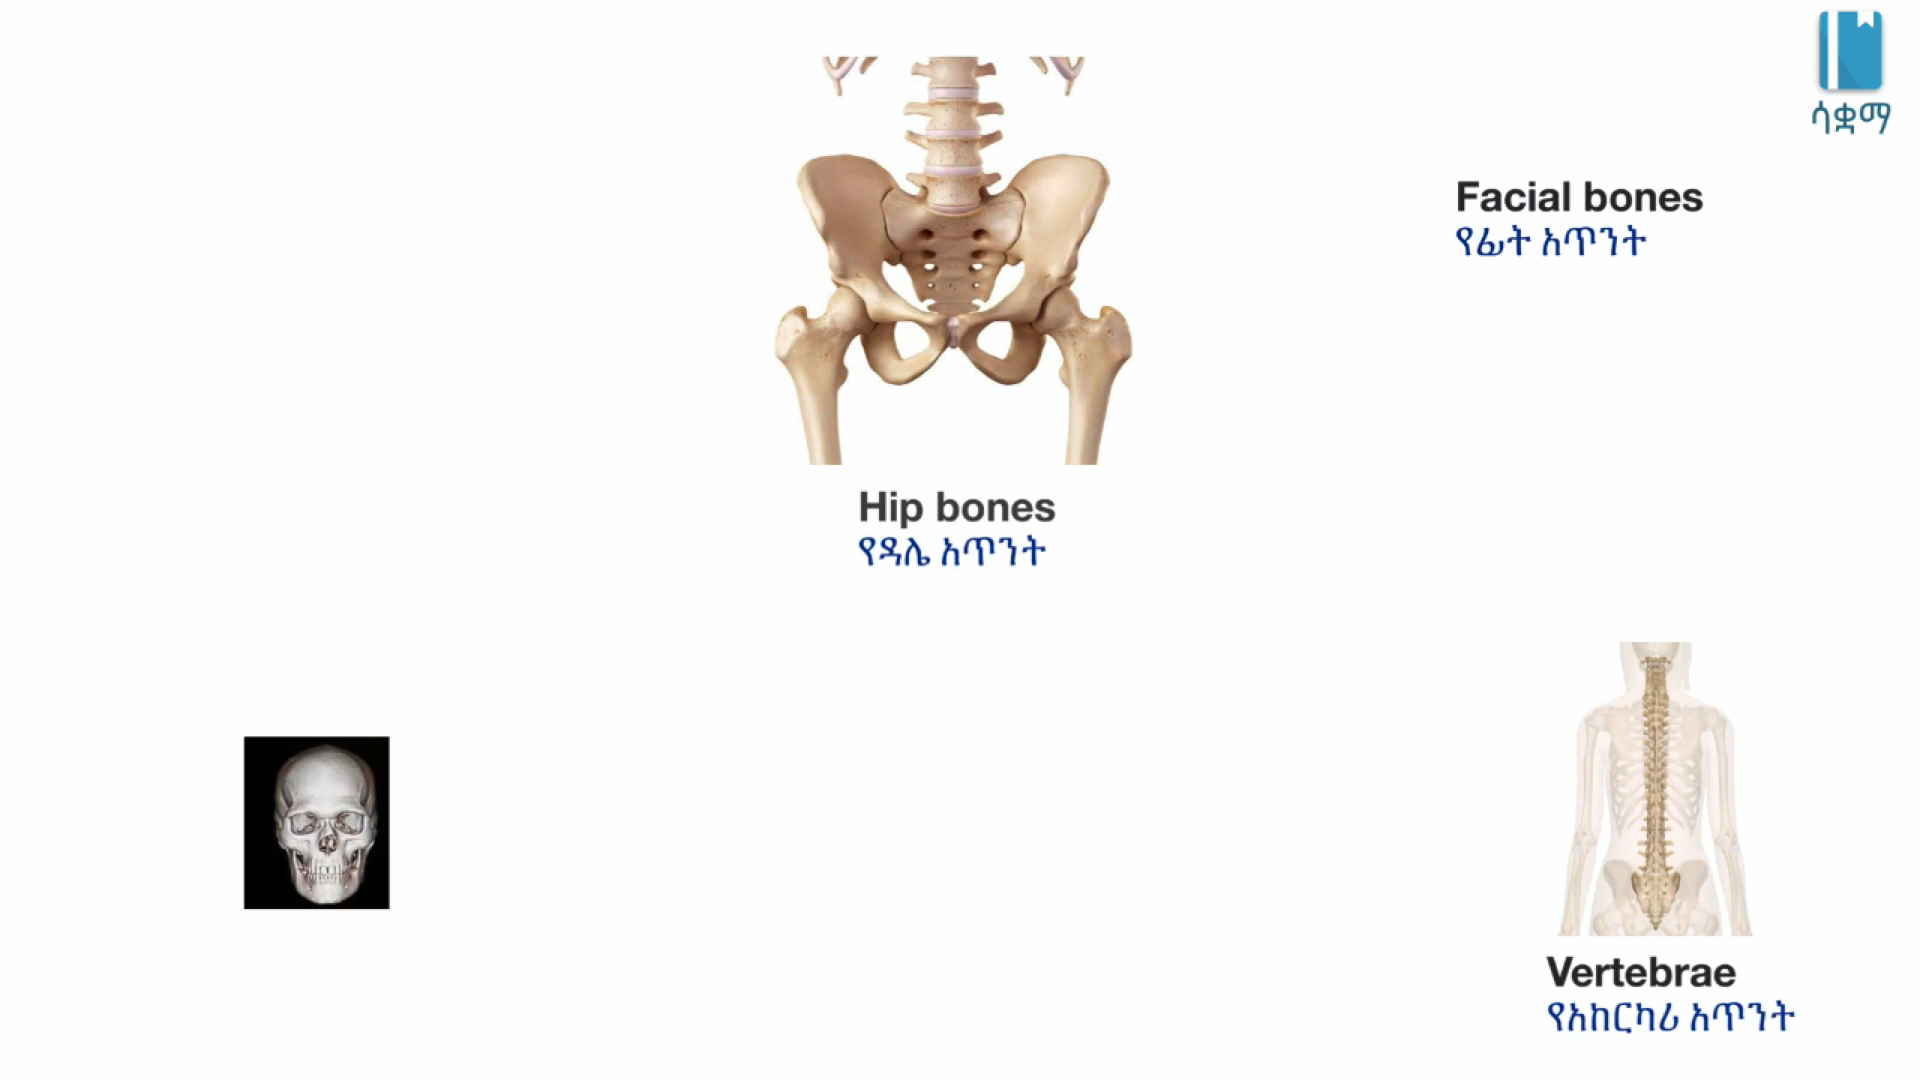 ሳቋማ
Facial bones
የፊት አጥንት
Hip bones
የዳሌ አጥንት
Vertebrae
የአከርካሪ አጥንት